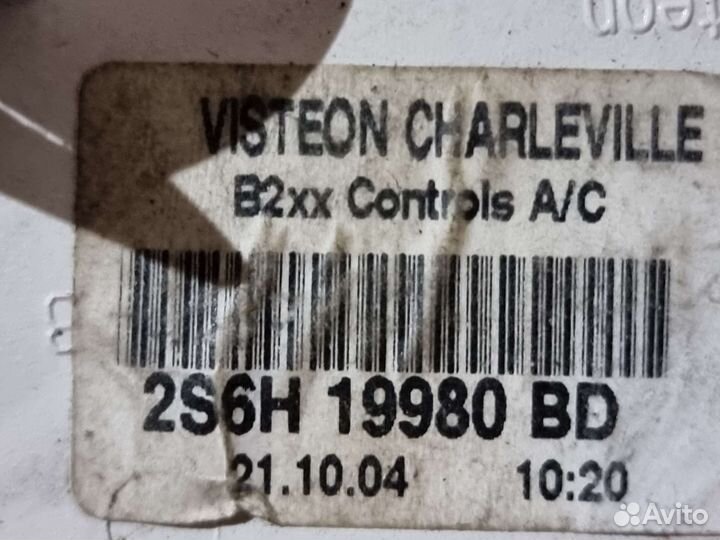 VISTEON CHARLEVILLE
B2xx Controls A/C
2S6H 19980 BD
21.10.04 10:20
Avito